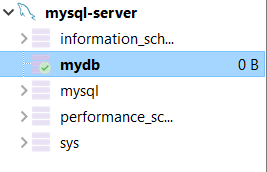 mysql-server
information_sch...
mydb 0 B
mysql
performance_sc...
sys